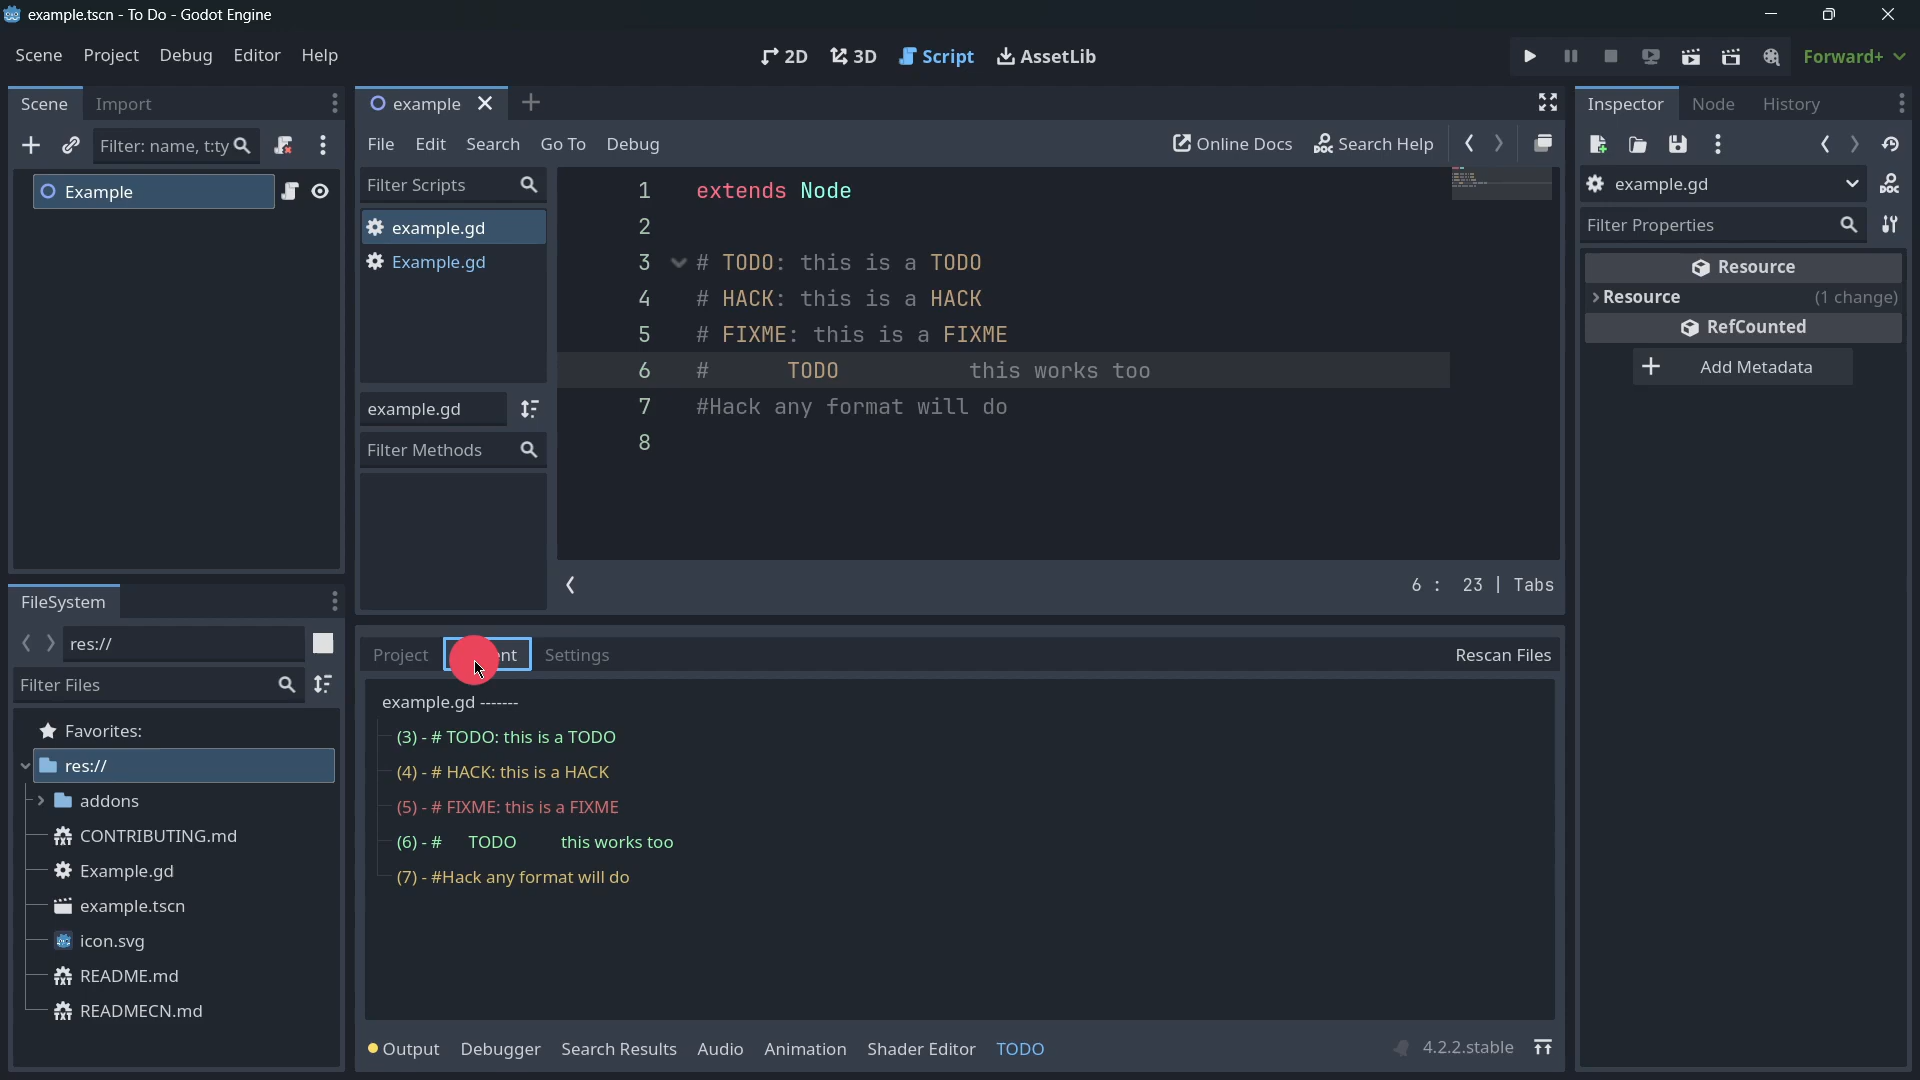 example.tscn - To Do - Godot Engine
Scene Project Debug Editor Help
2D 3D Script AssetLib
Forward+
Scene Import
Filter: name, t:ty
Example
example
File Edit Search Go To Debug
Online Docs Search Help
Filter Scripts
example.gd
Example.gd
example.gd
Filter Methods
1 extends Node
2
3 # TODO: this is a TODO
4 # HACK: this is a HACK
5 # FIXME: this is a FIXME
6 # TODO this works too
7 #Hack any format will do
8
6 : 23 | Tabs
Inspector Node History
example.gd
DOC
Filter Properties
Resource
Resource (1 change)
RefCounted
Add Metadata
FileSystem
res://
Filter Files
Favorites:
res://
addons
CONTRIBUTING.md
Example.gd
example.tscn
icon.svg
README.md
READMECN.md
Project Settings Rescan Files
example.gd -------
(3) - # TODO: this is a TODO
(4) - # HACK: this is a HACK
(5) - # FIXME: this is a FIXME
(6) - # TODO this works too
(7) - #Hack any format will do
Output Debugger Search Results Audio Animation Shader Editor TODO
4.2.2.stable